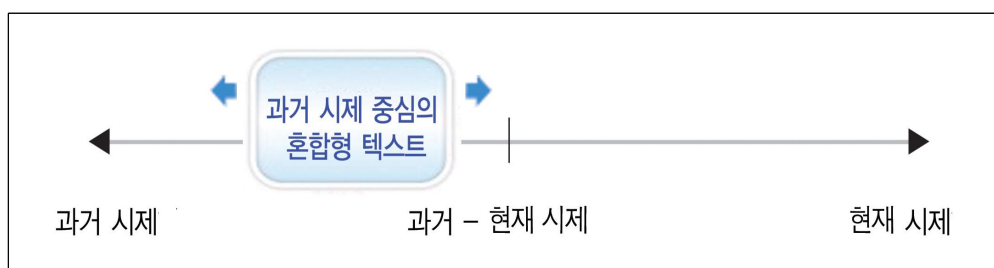 과거 시제 중심의
혼합형 텍스트
과거 시제
과거 – 현재 시제
현재 시제